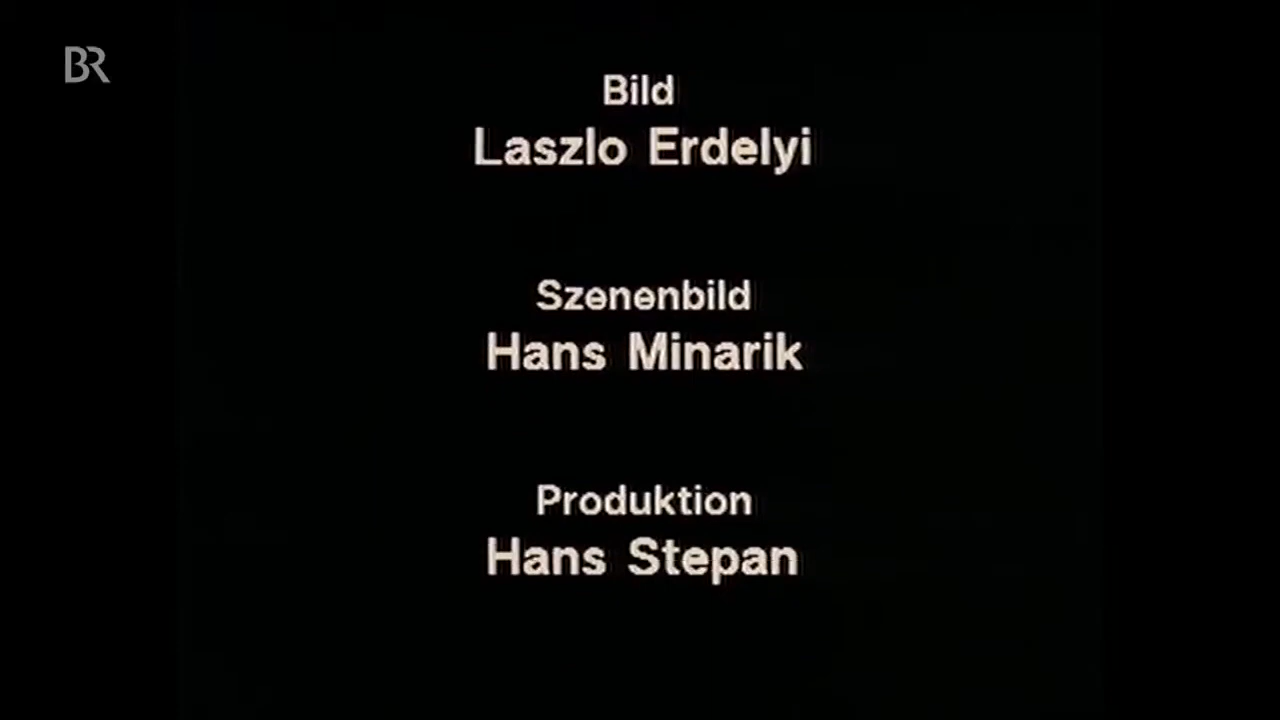 BR
Bild
Laszlo Erdelyi
Szenenbild
Hans Minarik
Produktion
Hans Stepan